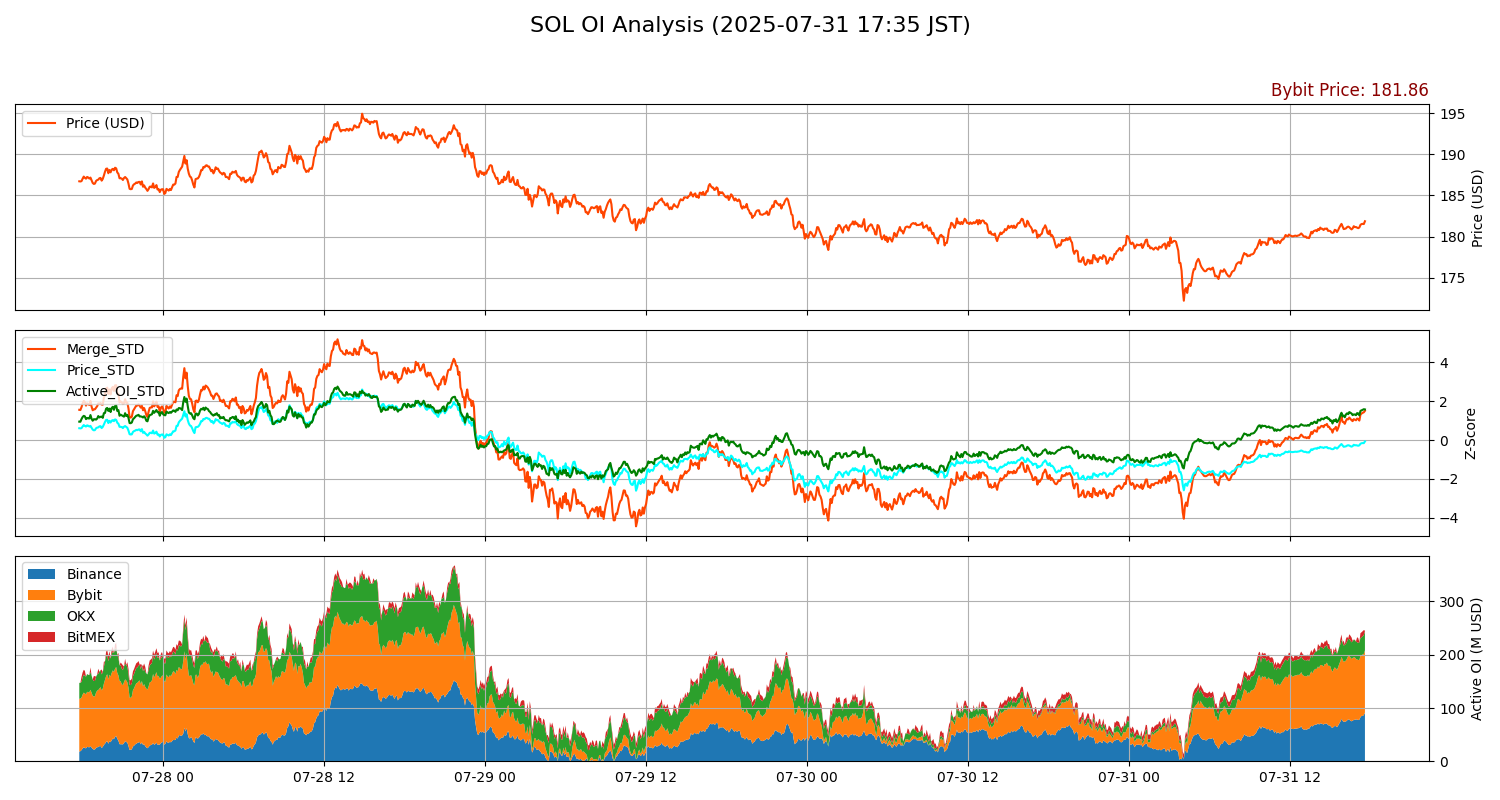 SOL OI Analysis (2025-07-31 17:35 JST)
Bybit Price: 181.86
Price (USD)
195
190
185
180
175
Price (USD)
Merge_STD
Price_STD
Active_OI_STD
4
2
0
−2
−4
Z-Score
Binance
Bybit
OKX
BitMEX
300
200
100
0
Active OI (M USD)
07-28 00
07-28 12
07-29 00
07-29 12
07-30 00
07-30 12
07-31 00
07-31 12